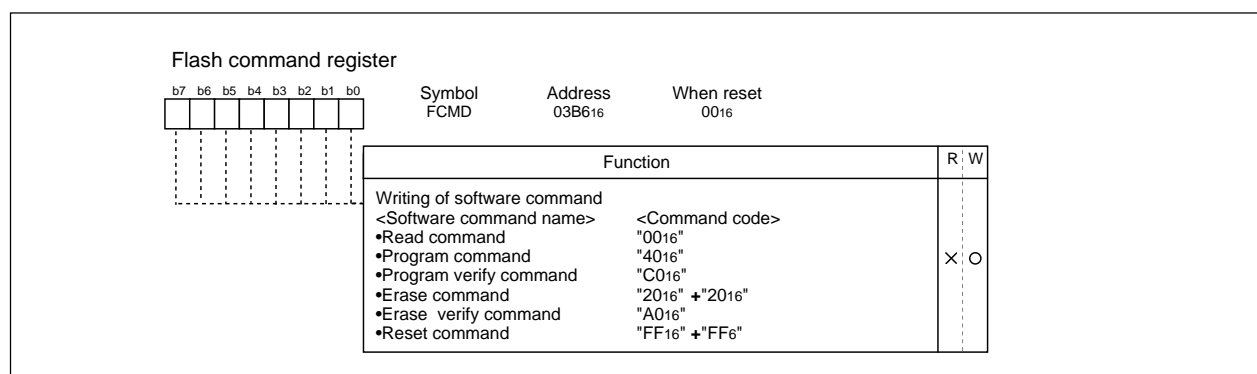 Flash command register
b7 b6 b5 b4 b3 b2 b1 b0
Symbol Address When reset
FCMD 03B616 0016
Function R W
Writing of software command
<Software command name> <Command code>
•Read command "0016"
•Program command "4016"
•Program verify command "C016"
•Erase command "2016" +"2016"
•Erase verify command "A016"
•Reset command "FF16" +"FF6"